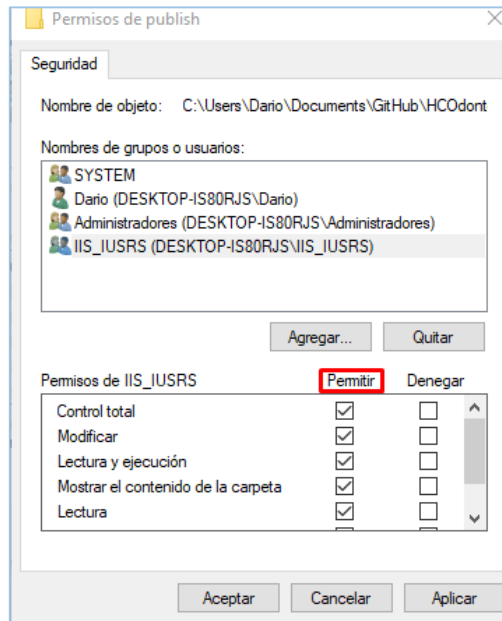 Permisos de publish
Seguridad
Nombre de objeto: C:\Users\Dario\Documents\GitHub\HCOdont
Nombres de grupos o usuarios:
SYSTEM
Dario (DESKTOP-IS80RJS\Dario)
Administradores (DESKTOP-IS80RJS\Administradores)
IIS_IUSRS (DESKTOP-IS80RJS\IIS_IUSRS)
Agregar... Quitar
Permisos de IIS_IUSRS Permitir Denegar
Control total
Modificar
Lectura y ejecución
Mostrar el contenido de la carpeta
Lectura
Aceptar Cancelar Aplicar